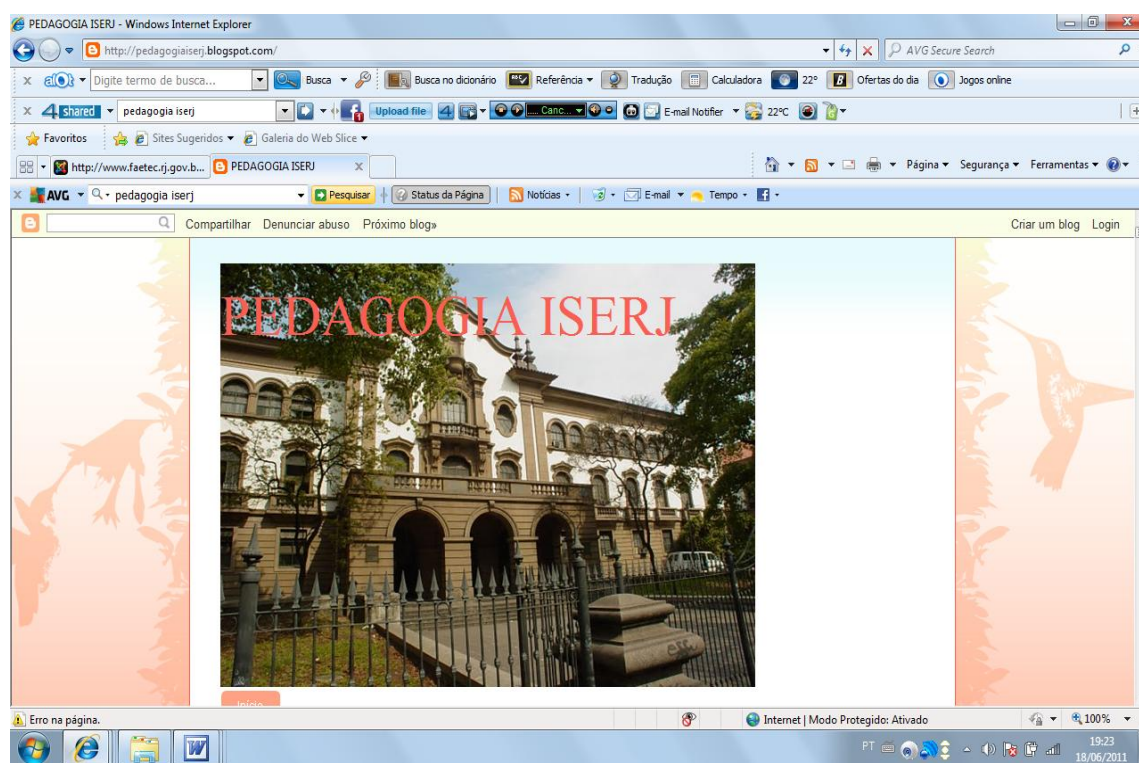 PEDAGOGIA ISERJ - Windows Internet Explorer
http://pedagogiaiserj.blogspot.com/ AVG Secure Search
x a(o) Digite termo de busca... Busca Busca no dicionário Referência Tradução Calculadora 22° B Ofertas do dia Jogos online
x 4shared pedagogia iserj Upload file 4 .... Canc... E-mail Notifier 22°C
Favoritos Sites Sugeridos Galeria do Web Slice
http://www.faetec.rj.gov.b... PEDAGOGIA ISERJ x Página Segurança Ferramentas
x AVG pedagogia iserj Pesquisar Status da Página Notícias E-mail Tempo
Compartilhar Denunciar abuso Próximo blog» Criar um blog Login
PEDAGOGIA ISERJ
Início
Erro na página. Internet | Modo Protegido: Ativado 100%
PT 19:23
18/06/2011